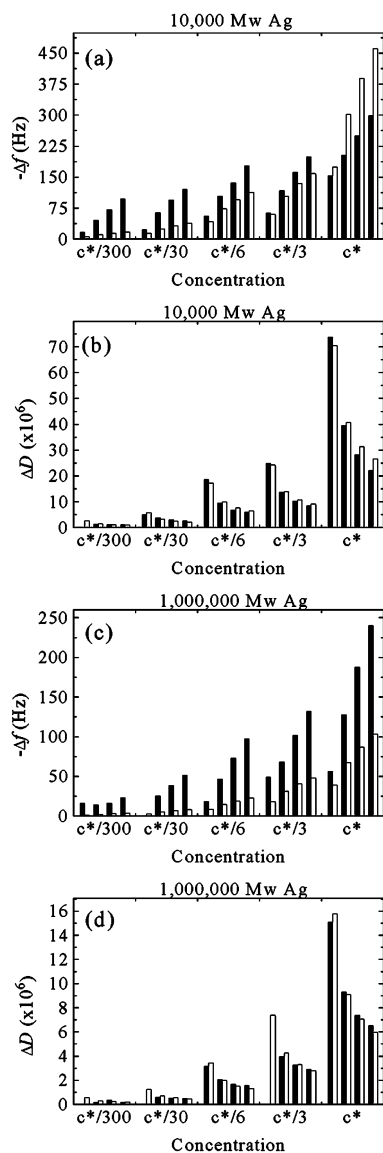 10,000 Mw Ag
(a)
-Δf (Hz)
450
375
300
225
150
75
0
c*/300 c*/30 c*/6 c*/3 c*
Concentration
10,000 Mw Ag
(b)
ΔD (x10⁶)
70
60
50
40
30
20
10
0
c*/300 c*/30 c*/6 c*/3 c*
Concentration
1,000,000 Mw Ag
(c)
-Δf (Hz)
250
200
150
100
50
0
c*/300 c*/30 c*/6 c*/3 c*
Concentration
1,000,000 Mw Ag
(d)
ΔD (x10⁶)
16
14
12
10
8
6
4
2
0
c*/300 c*/30 c*/6 c*/3 c*
Concentration